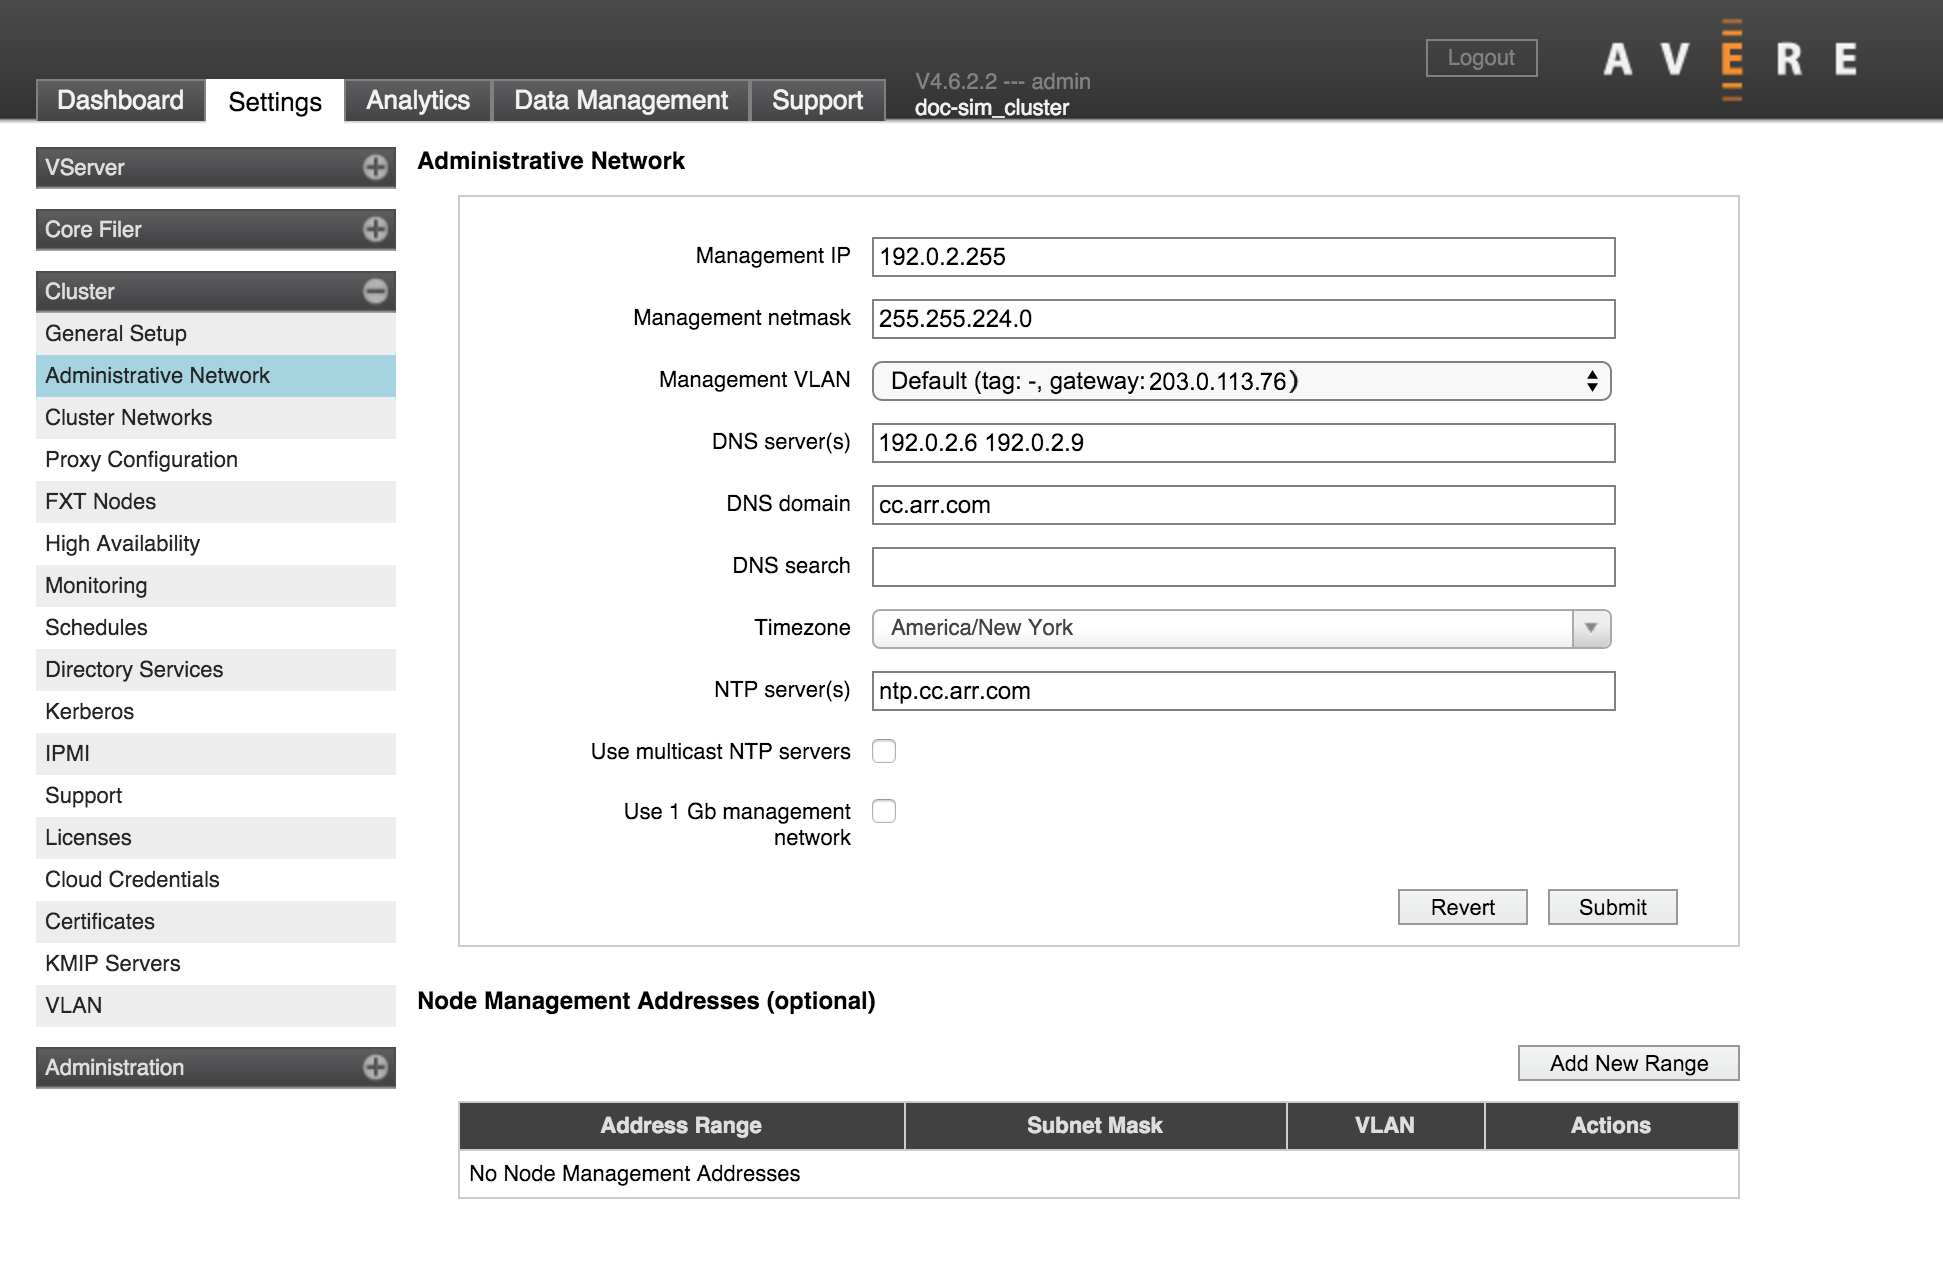 Dashboard
Settings
Analytics
Data Management
Support
V4.6.2.2 --- admin
doc-sim_cluster
Logout
AVERE
VServer
Core Filer
Cluster
General Setup
Administrative Network
Cluster Networks
Proxy Configuration
FXT Nodes
High Availability
Monitoring
Schedules
Directory Services
Kerberos
IPMI
Support
Licenses
Cloud Credentials
Certificates
KMIP Servers
VLAN
Administration
Administrative Network
Management IP 192.0.2.255
Management netmask 255.255.224.0
Management VLAN Default (tag: -, gateway: 203.0.113.76)
DNS server(s) 192.0.2.6 192.0.2.9
DNS domain cc.arr.com
DNS search
Timezone America/New York
NTP server(s) ntp.cc.arr.com
Use multicast NTP servers
Use 1 Gb management
network
Revert Submit
Node Management Addresses (optional)
Add New Range
Address Range Subnet Mask VLAN Actions
No Node Management Addresses